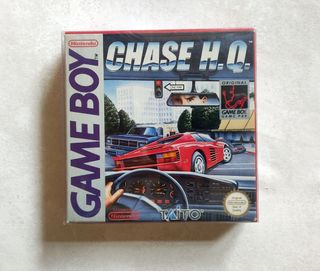 Nintendo
GAME BOY
CHASE H.Q.
ORIGINAL
GAME BOY
GAME PAK
Nintendo
TAITO